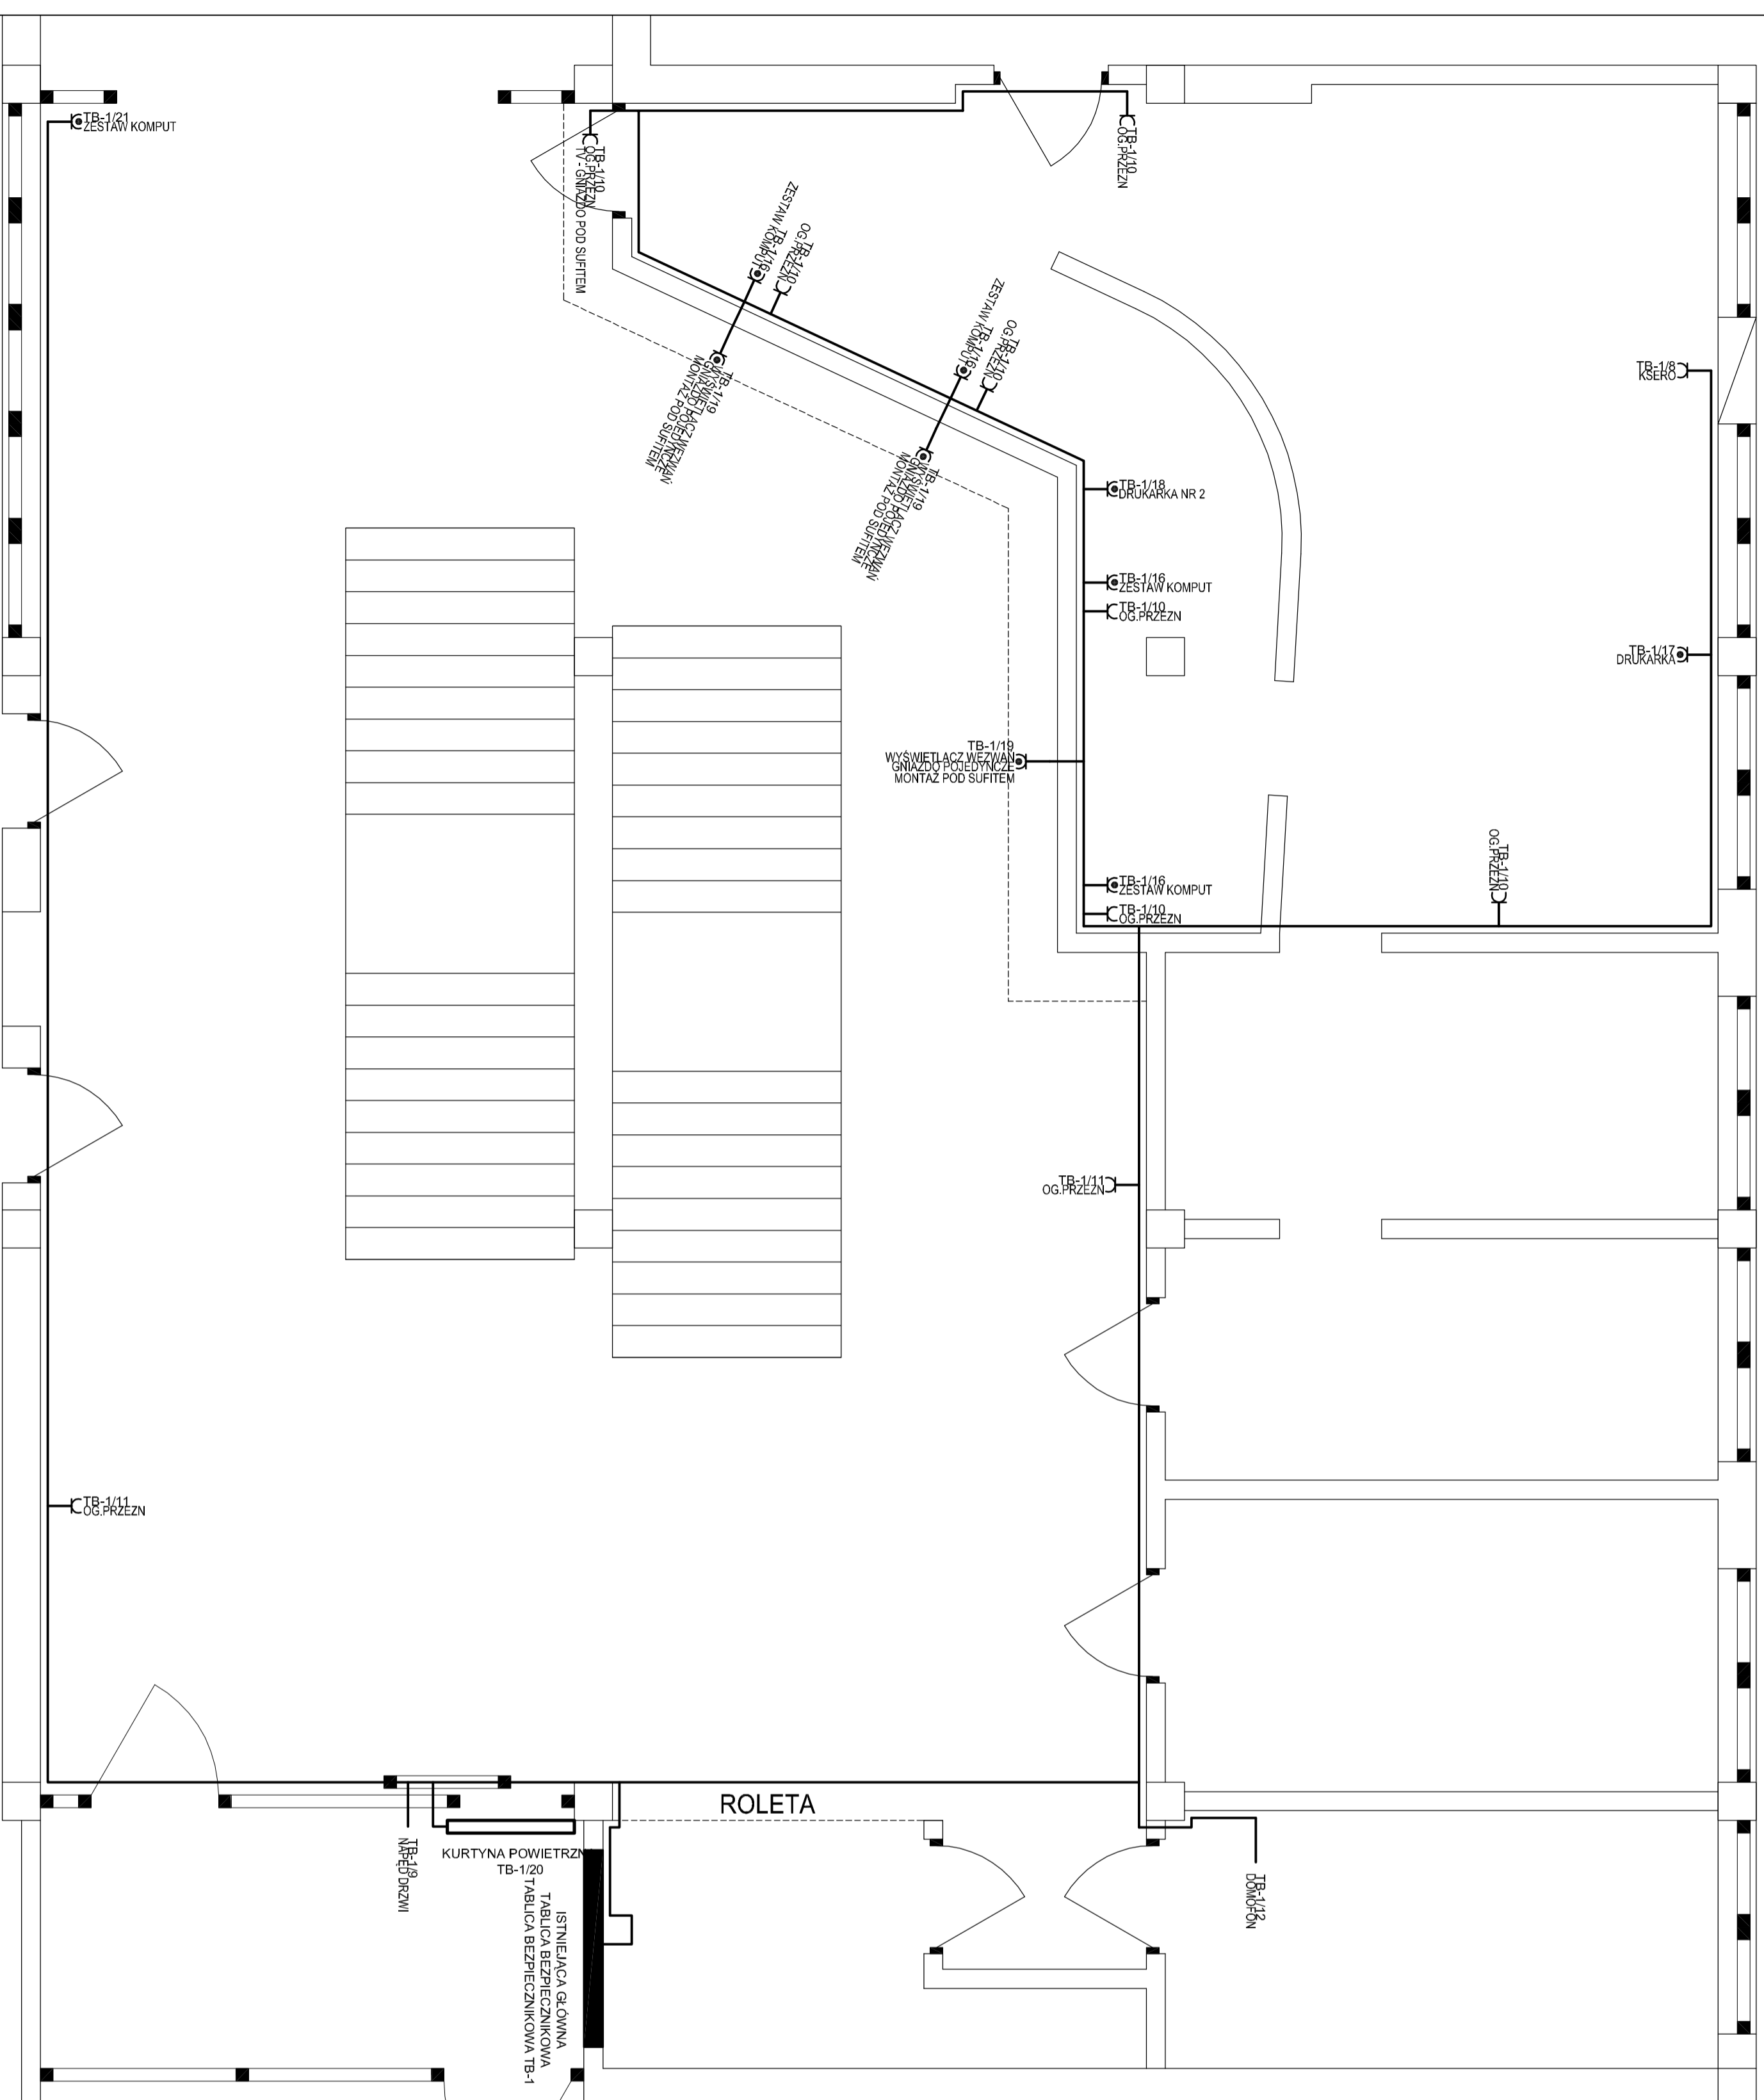 TB-1/21
ZESTAW KOMPUT
TB-1/10
OG.PRZEZN
TV - GNIAZDO POD SUFITEM
TB-1/10
OG.PRZEZN
TB-1/16
ZESTAW KOMPUT
TB-1/10
OG.PRZEZN
TB-1/19
WYŚWIETLACZ WEZWAŃ
GNIAZDO POJEDYNCZE
MONTAŻ POD SUFITEM
TB-1/16
ZESTAW KOMPUT
TB-1/10
OG.PRZEZN
TB-1/19
WYŚWIETLACZ WEZWAŃ
GNIAZDO POJEDYNCZE
MONTAŻ POD SUFITEM
TB-1/8
KSERO
TB-1/18
DRUKARKA NR 2
TB-1/16
ZESTAW KOMPUT
TB-1/10
OG.PRZEZN
TB-1/17
DRUKARKA
TB-1/19
WYŚWIETLACZ WEZWAŃ
GNIAZDO POJEDYNCZE
MONTAŻ POD SUFITEM
TB-1/16
ZESTAW KOMPUT
TB-1/10
OG.PRZEZN
TB-1/10
OG.PRZEZN
TB-1/11
OG.PRZEZN
TB-1/11
OG.PRZEZN
ROLETA
TB-1/9
NAPĘD DRZWI
KURTYNA POWIETRZN
TB-1/20
ISTNIEJĄCA GŁÓWNA
TABLICA BEZPIECZNIKOWA
TABLICA BEZPIECZNIKOWA TB-1
TB-1/12
DOMOFON